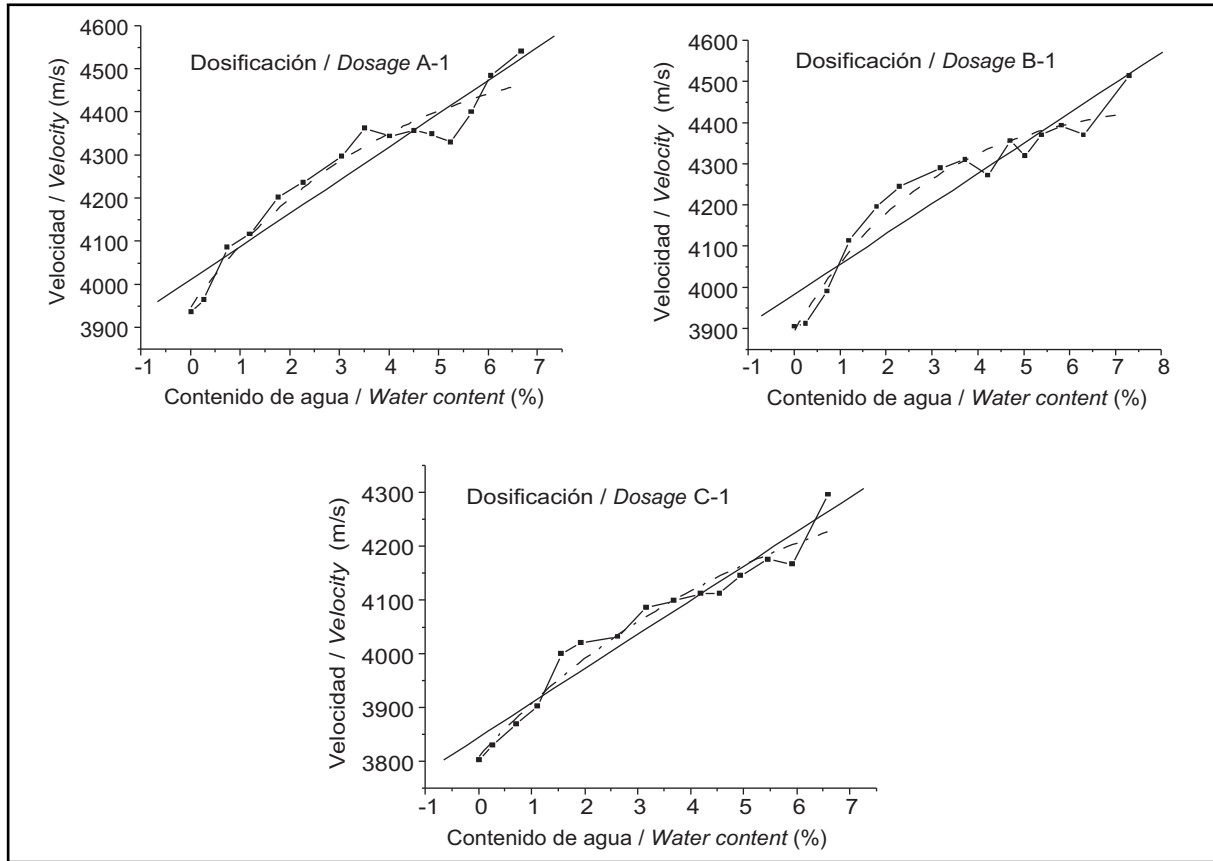 Dosificación / Dosage A-1
Velocidad / Velocity (m/s)
4600
4500
4400
4300
4200
4100
4000
3900
-1 0 1 2 3 4 5 6 7
Contenido de agua / Water content (%)
Dosificación / Dosage B-1
Velocidad / Velocity (m/s)
4600
4500
4400
4300
4200
4100
4000
3900
-1 0 1 2 3 4 5 6 7 8
Contenido de agua / Water content (%)
Dosificación / Dosage C-1
Velocidad / Velocity (m/s)
4300
4200
4100
4000
3900
3800
-1 0 1 2 3 4 5 6 7
Contenido de agua / Water content (%)